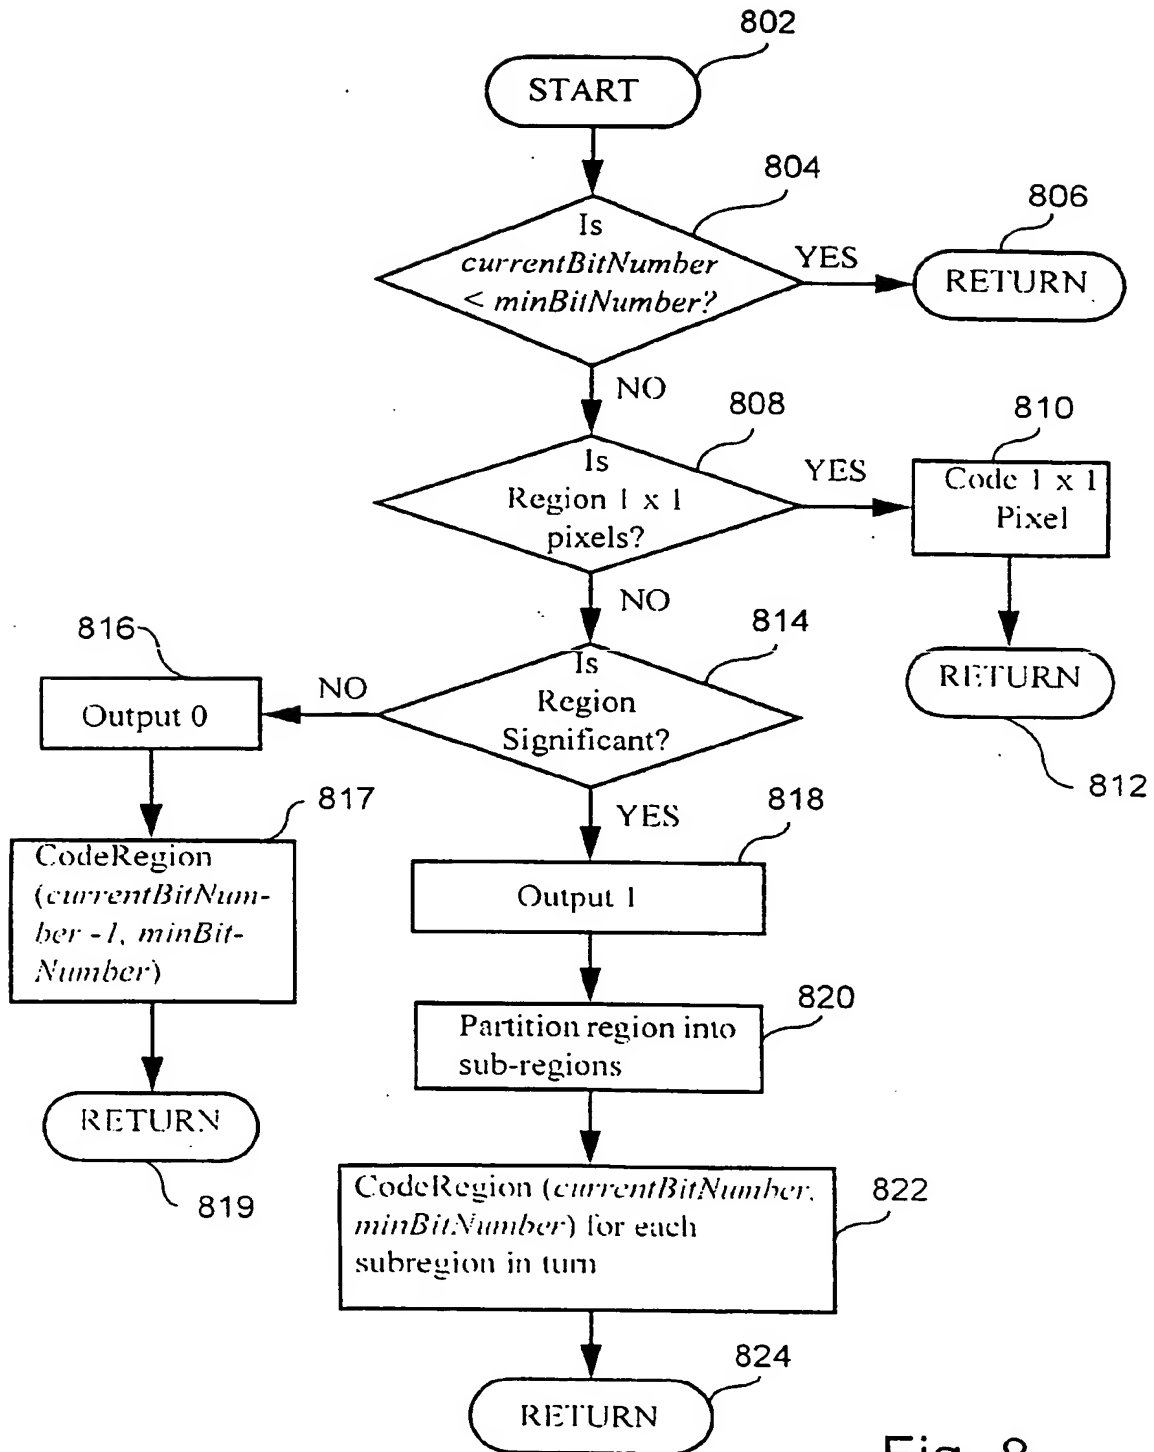 802
START
804
Is
currentBitNumber
< minBitNumber?
YES
806
RETURN
NO
808
Is
Region 1 x 1
pixels?
YES
810
Code 1 x 1
Pixel
NO
RETURN
812
814
Is
Region
Significant?
NO
816
Output 0
817
CodeRegion
(currentBitNum-
ber -1, minBit-
Number)
RETURN
819
YES
818
Output 1
820
Partition region into
sub-regions
822
CodeRegion (currentBitNumber,
minBitNumber) for each
subregion in turn
824
RETURN
Fig. 8